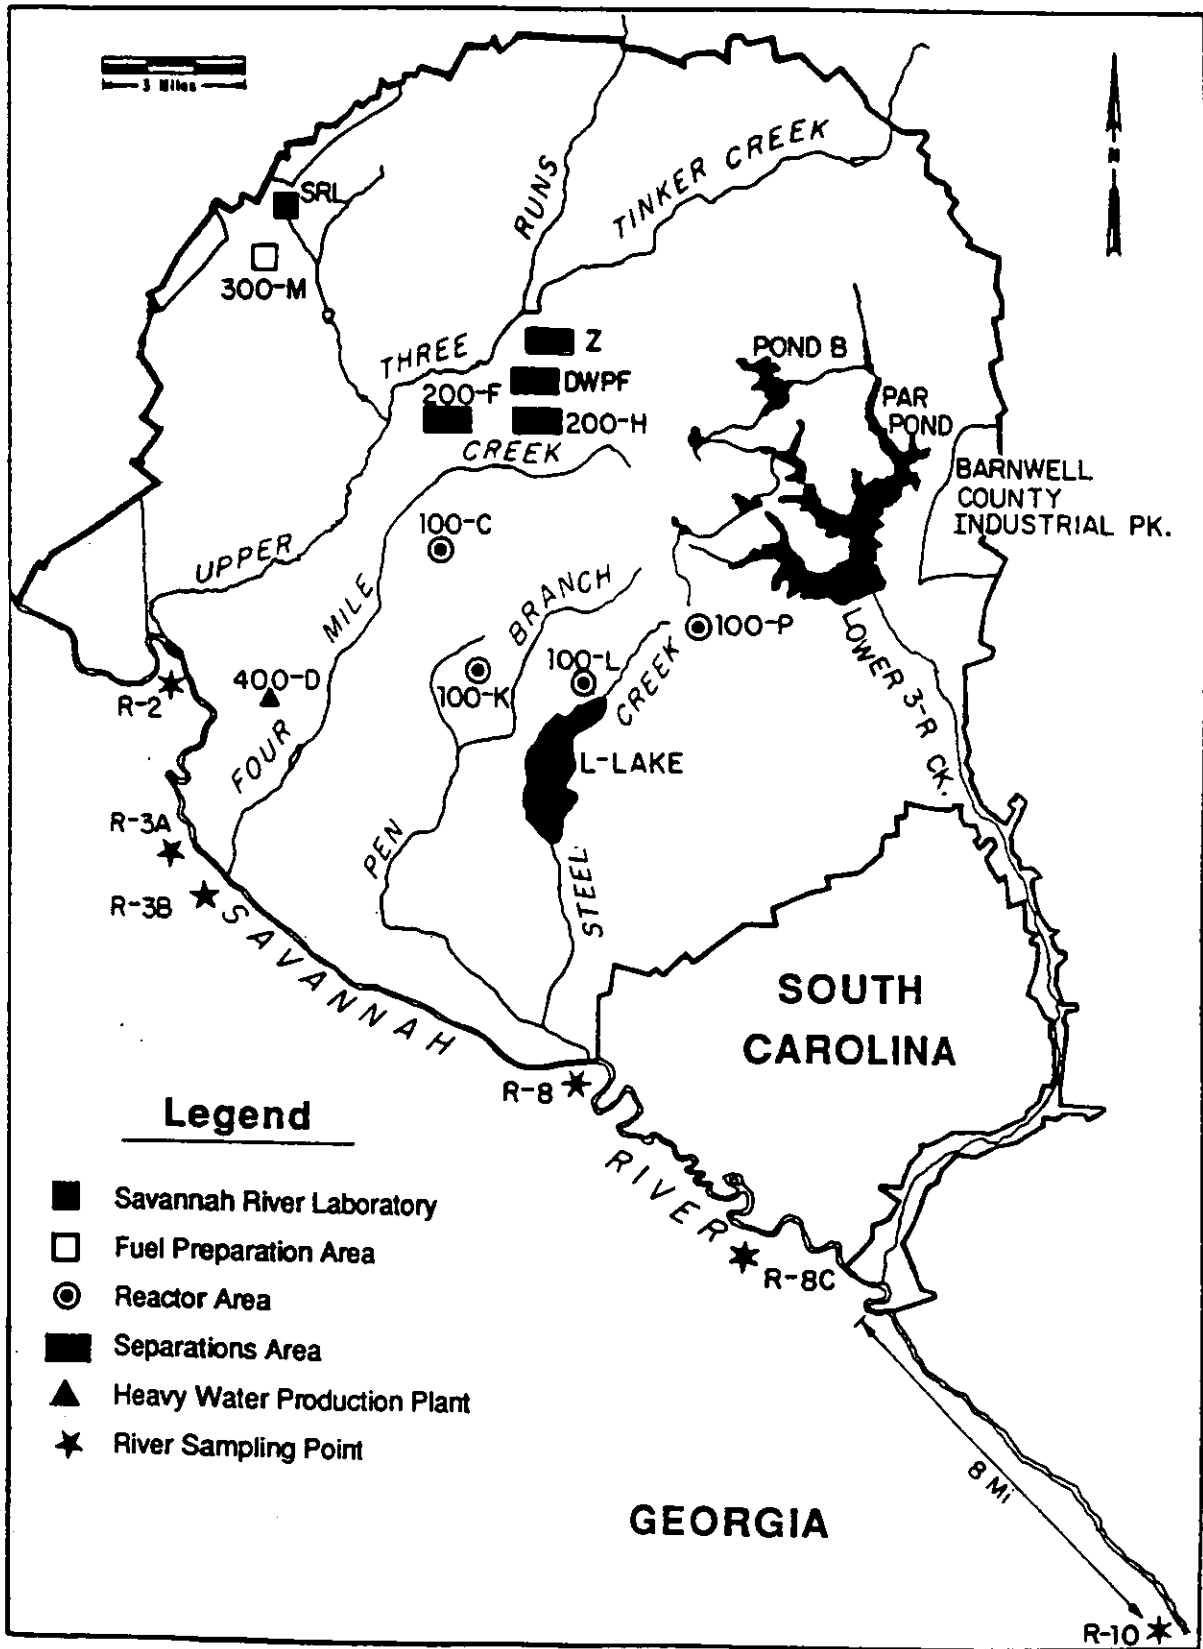 3 Miles
N
SRL
300-M
RUNS
TINKER CREEK
THREE
Z
DWPF
200-F
200-H
CREEK
POND B
PAR
POND
BARNWELL
COUNTY
INDUSTRIAL PK.
100-C
UPPER
MILE
BRANCH
100-P
LOWER 3-R CK.
R-2
400-D
100-K
100-L
CREEK
FOUR
L-LAKE
R-3A
PEN
R-3B
STEEL
SAVANNAH
SOUTH
CAROLINA
R-8
RIVER
R-8C
Legend
Savannah River Laboratory
Fuel Preparation Area
Reactor Area
Separations Area
Heavy Water Production Plant
River Sampling Point
8 Mi
GEORGIA
R-10